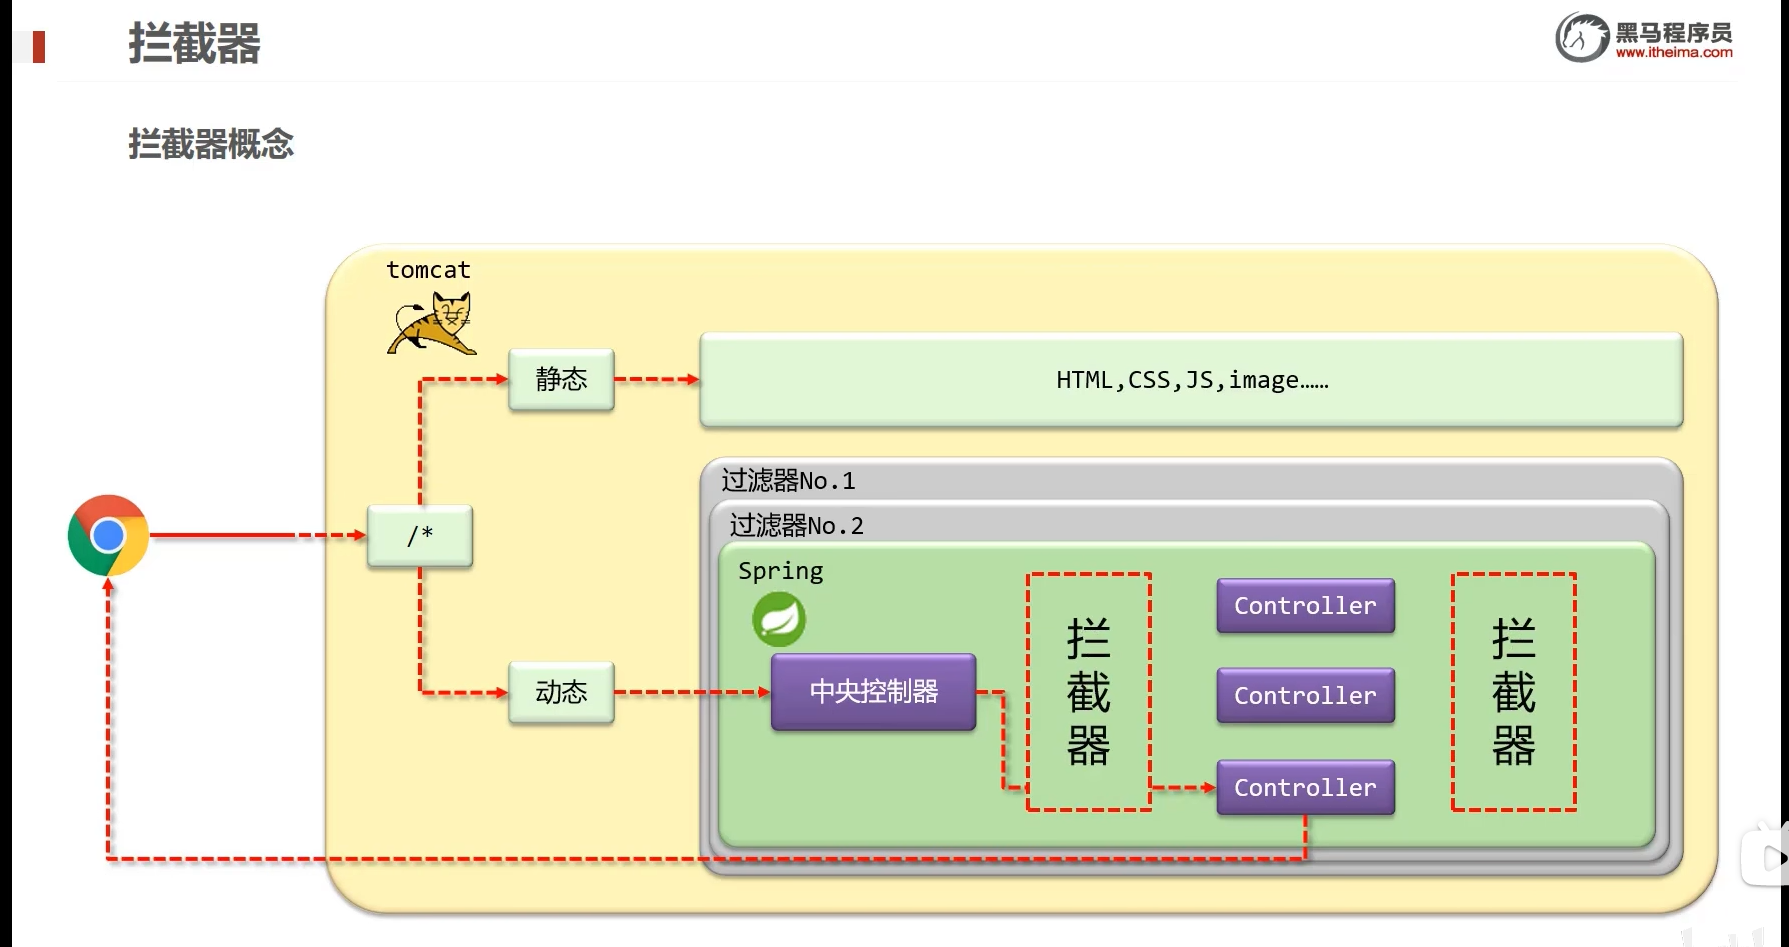 拦截器
黑马程序员
www.itheima.com
拦截器概念
tomcat
静态
HTML,CSS,JS,image……
过滤器No.1
过滤器No.2
Spring
/*
动态
中央控制器
拦截器
Controller
Controller
Controller
拦截器